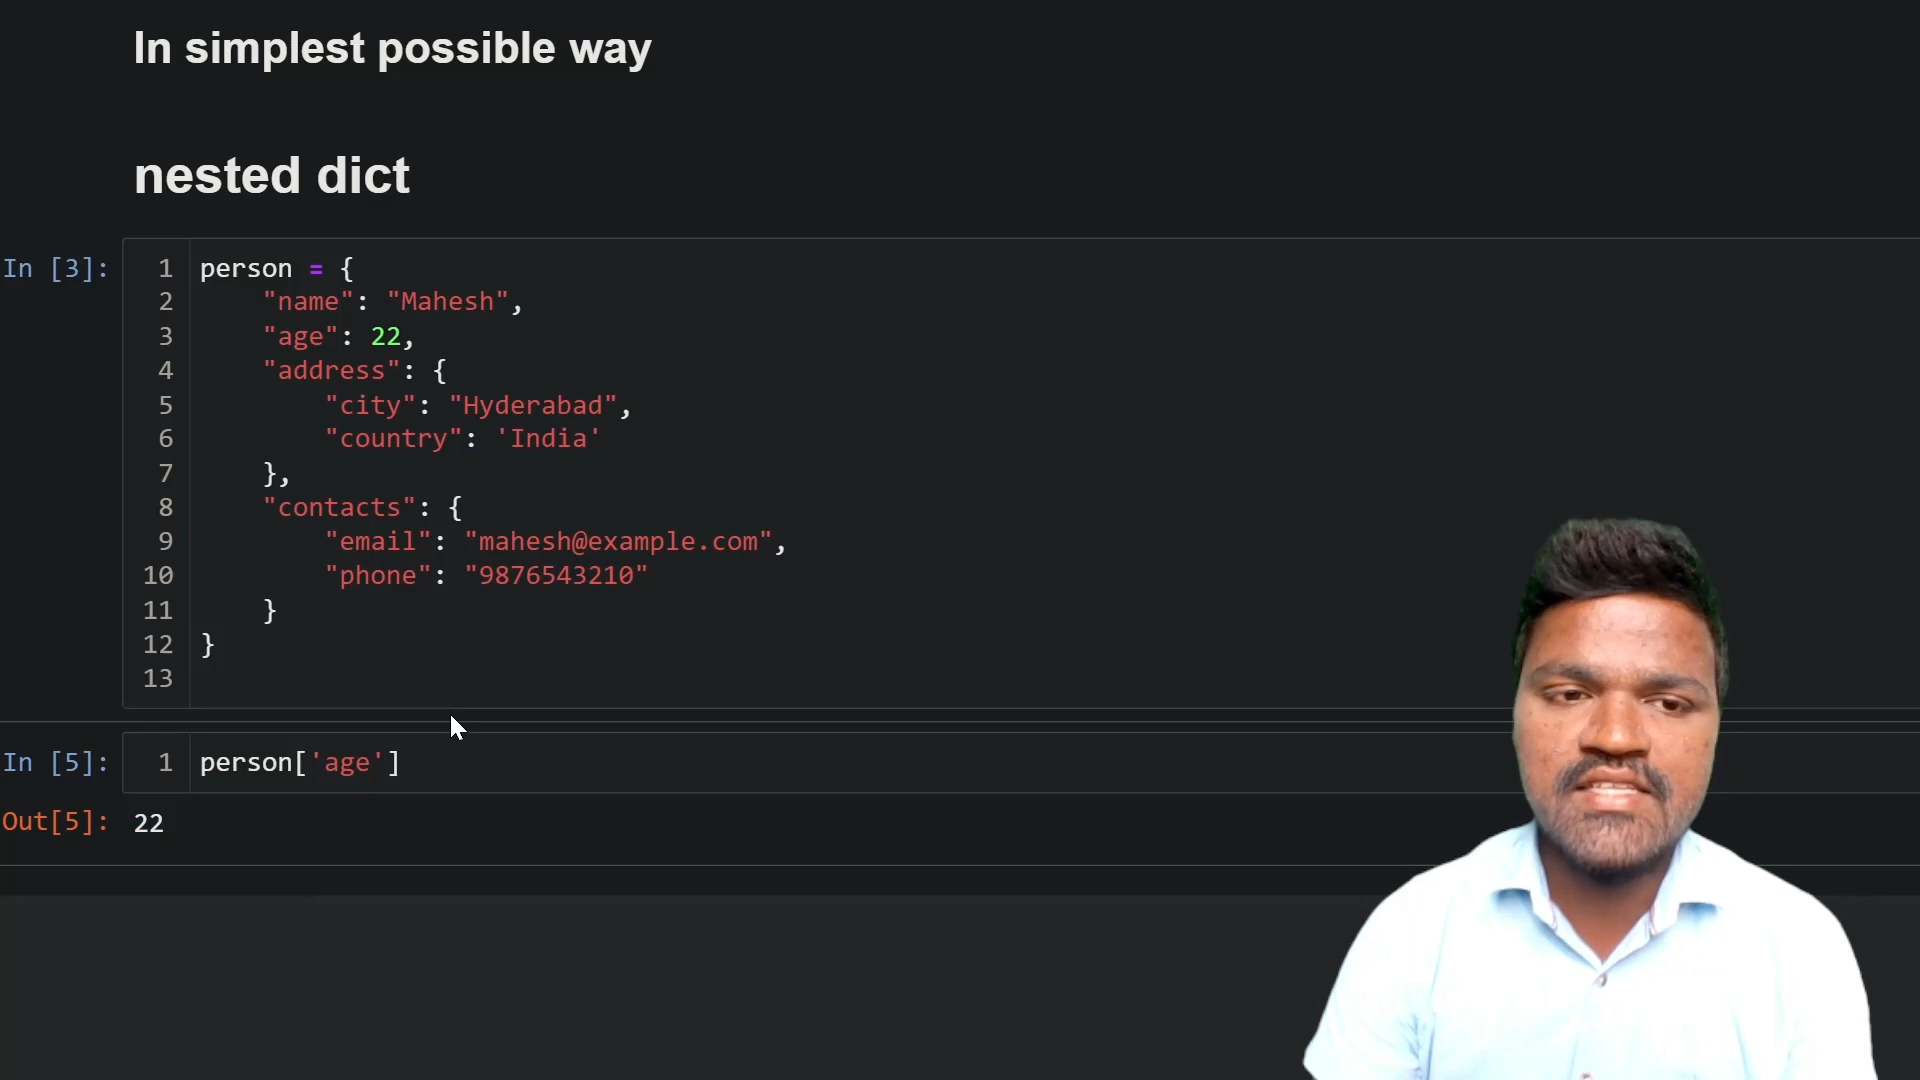 In simplest possible way
nested dict
In [3]:
1 person = {
2     "name": "Mahesh",
3     "age": 22,
4     "address": {
5         "city": "Hyderabad",
6         "country": 'India'
7     },
8     "contacts": {
9         "email": "mahesh@example.com",
10         "phone": "9876543210"
11     }
12 }
13
In [5]: 1 person['age']
Out[5]: 22